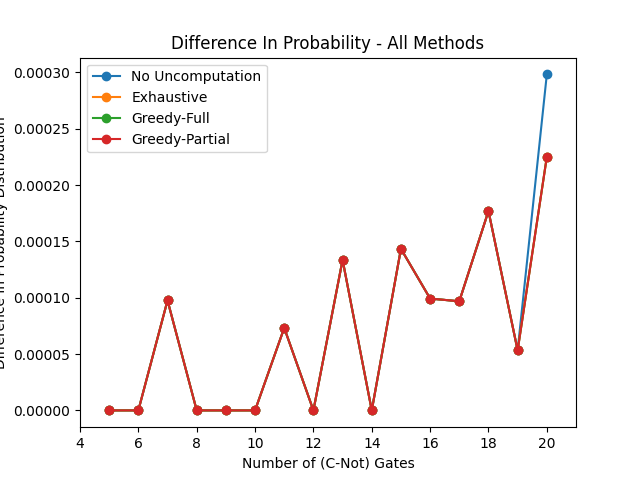 Difference In Probability - All Methods
No Uncomputation
Exhaustive
Greedy-Full
Greedy-Partial
0.00030
0.00025
0.00020
0.00015
0.00010
0.00005
0.00000
Difference in Probability Distribution
4 6 8 10 12 14 16 18 20
Number of (C-Not) Gates